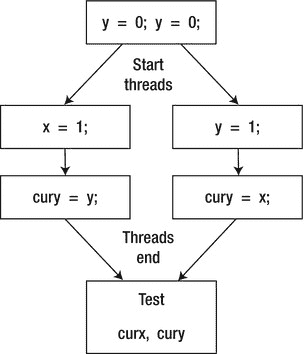 y = 0; y = 0;
Start
threads
x = 1;
y = 1;
cury = y;
cury = x;
Threads
end
Test
curx, cury